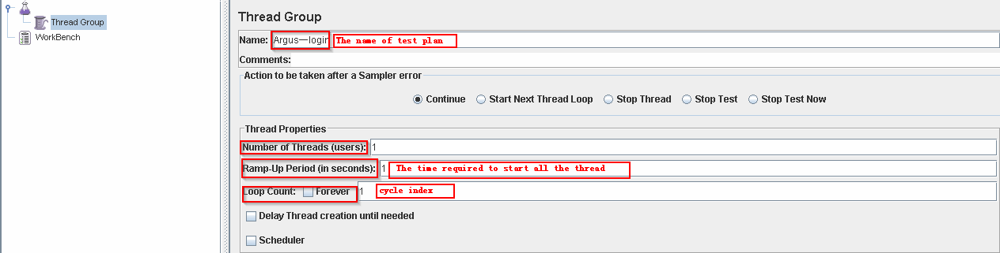 Thread Group
WorkBench
Thread Group
Name: Argus—login The name of test plan
Comments:
Action to be taken after a Sampler error
Continue Start Next Thread Loop Stop Thread Stop Test Stop Test Now
Thread Properties
Number of Threads (users): 1
Ramp-Up Period (in seconds): 1 The time required to start all the thread
Loop Count: Forever 1 cycle index
Delay Thread creation until needed
Scheduler